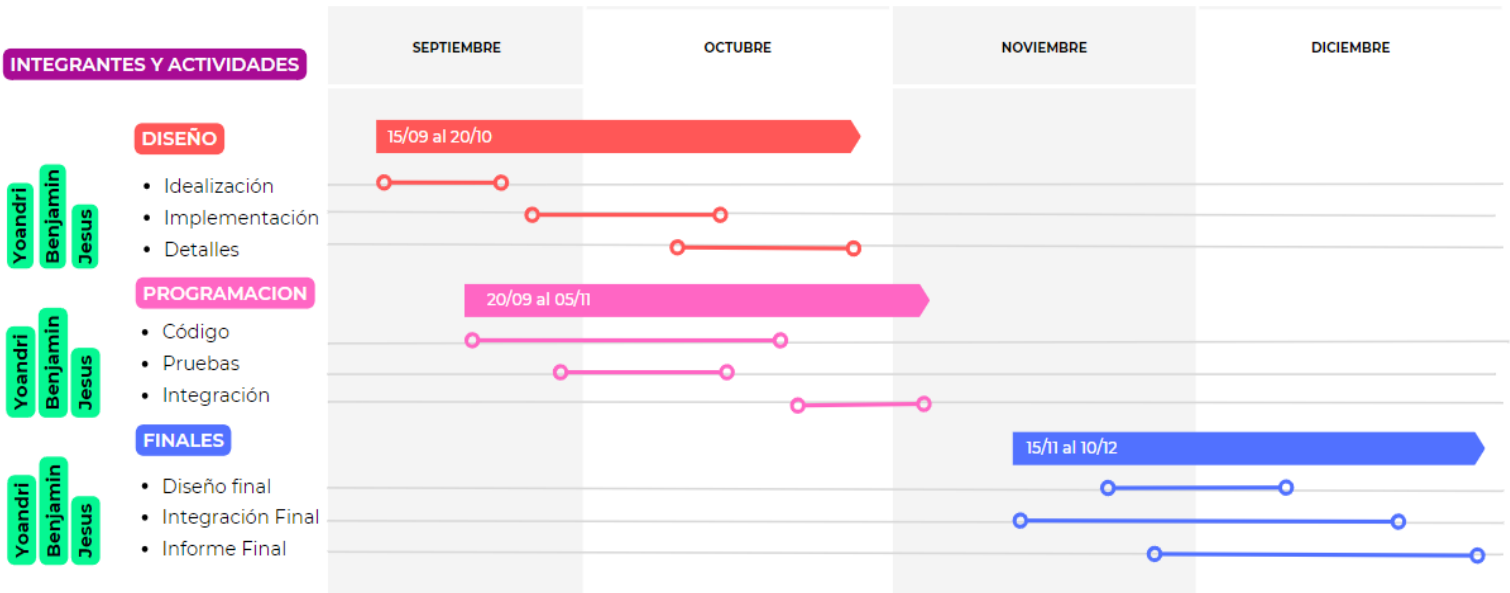 SEPTIEMBRE
OCTUBRE
NOVIEMBRE
DICIEMBRE
INTEGRANTES Y ACTIVIDADES
DISEÑO
15/09 al 20/10
Yoandri
Benjamin
Jesus
• Idealización
• Implementación
• Detalles
PROGRAMACION
20/09 al 05/11
Yoandri
Benjamin
Jesus
• Código
• Pruebas
• Integración
FINALES
15/11 al 10/12
Yoandri
Benjamin
Jesus
• Diseño final
• Integración Final
• Informe Final